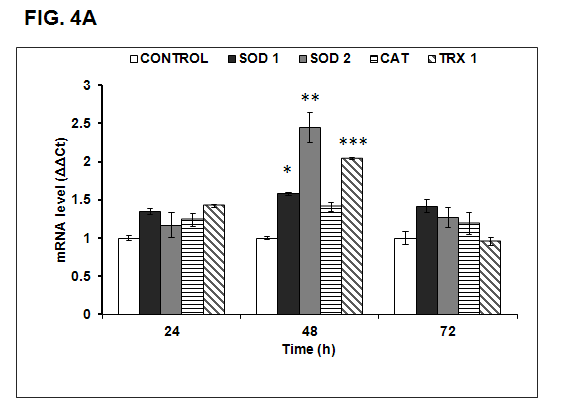 FIG. 4A
CONTROL SOD 1 SOD 2 CAT TRX 1
3
2.5
2
1.5
1
0.5
0
mRNA level (ΔΔCt)
*
**
***
24 48 72
Time (h)